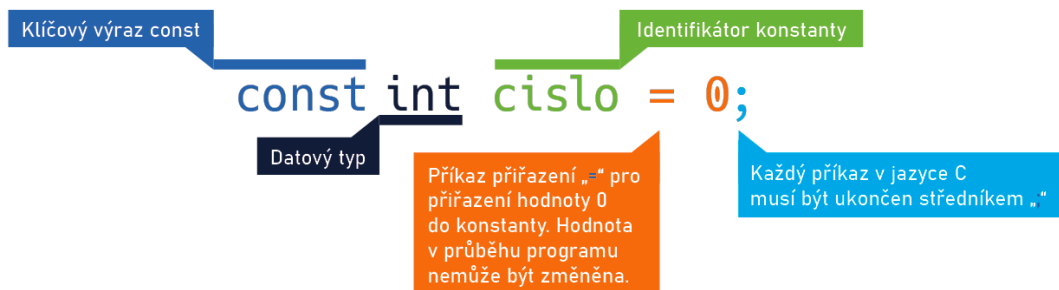 Klíčový výraz const
Identifikátor konstanty
const int cislo = 0;
Datový typ
Příkaz přiřazení „=“ pro
přiřazení hodnoty 0
do konstanty. Hodnota
v průběhu programu
nemůže být změněna.
Každý příkaz v jazyce C
musí být ukončen středníkem „;“